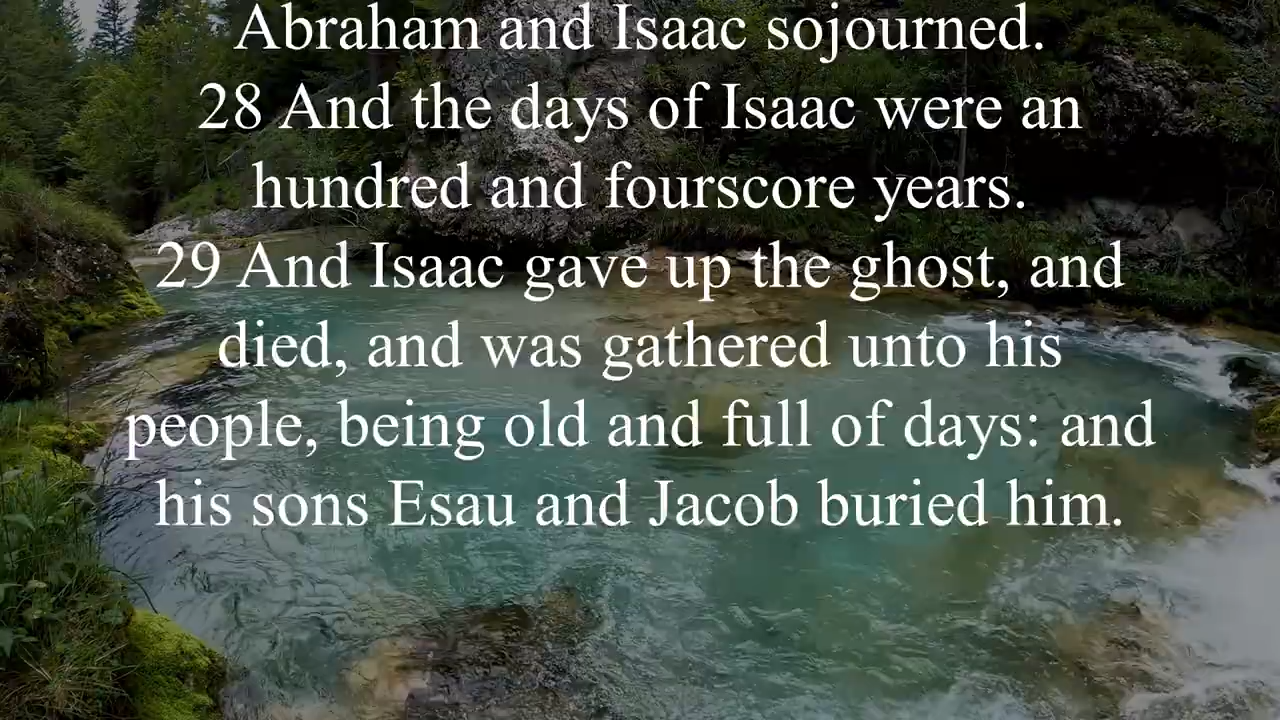 Abraham and Isaac sojourned.
28 And the days of Isaac were an
hundred and fourscore years.
29 And Isaac gave up the ghost, and
died, and was gathered unto his
people, being old and full of days: and
his sons Esau and Jacob buried him.